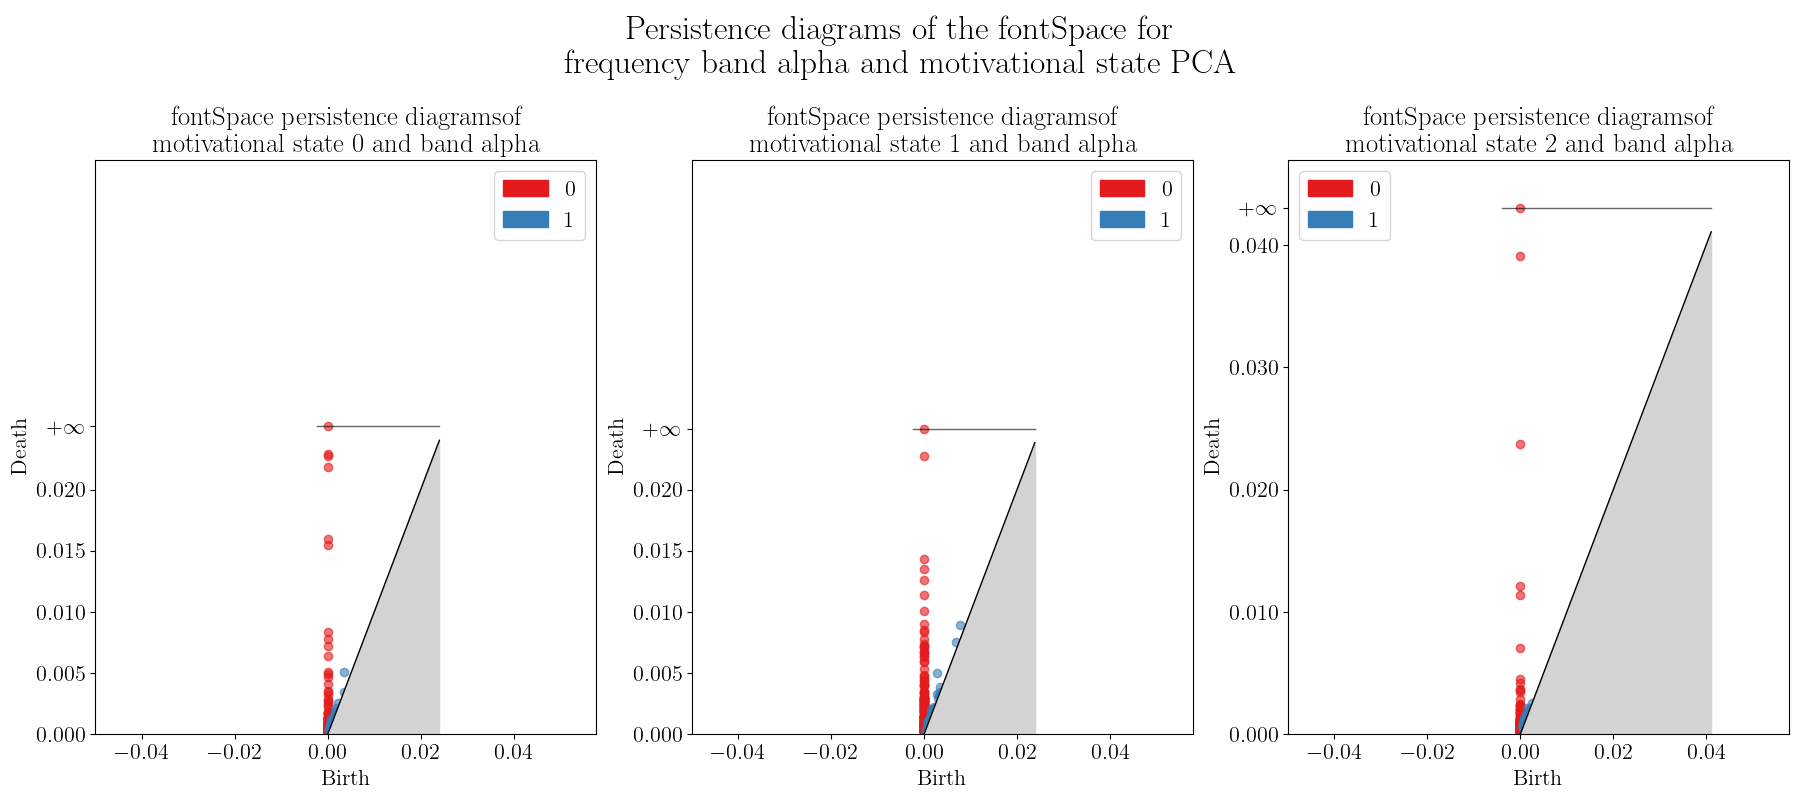 Persistence diagrams of the fontSpace for
frequency band alpha and motivational state PCA
fontSpace persistence diagramsof
motivational state 0 and band alpha
0
1
+∞
0.020
0.015
0.010
0.005
0.000
Death
−0.04
−0.02
0.00
0.02
0.04
Birth
fontSpace persistence diagramsof
motivational state 1 and band alpha
0
1
+∞
0.020
0.015
0.010
0.005
0.000
Death
−0.04
−0.02
0.00
0.02
0.04
Birth
fontSpace persistence diagramsof
motivational state 2 and band alpha
0
1
+∞
0.040
0.030
0.020
0.010
0.000
Death
−0.04
−0.02
0.00
0.02
0.04
Birth